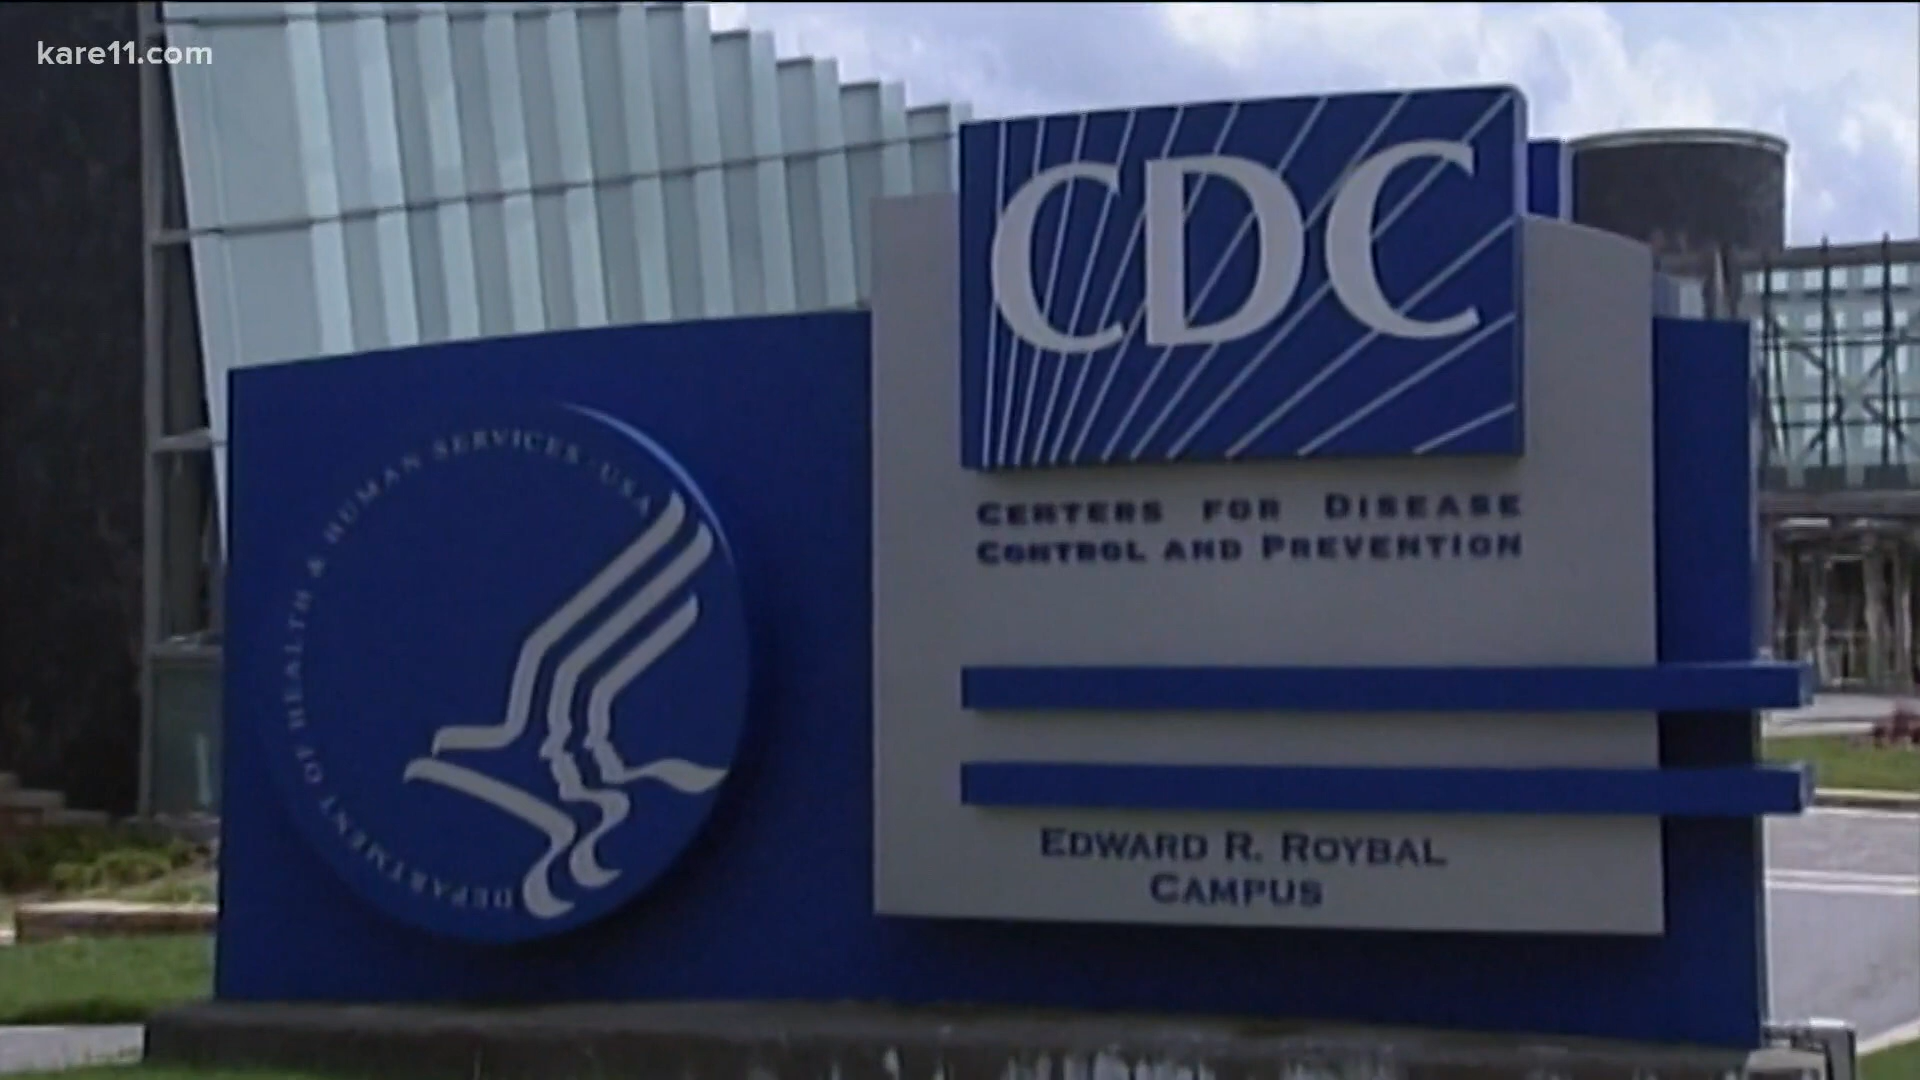 kare11.com
CDC
CENTERS FOR DISEASE
CONTROL AND PREVENTION
DEPARTMENT OF HEALTH & HUMAN SERVICES · USA
EDWARD R. ROYBAL
CAMPUS